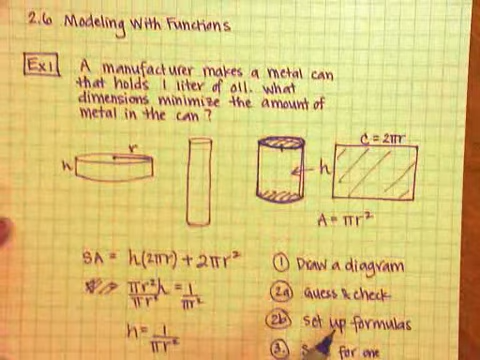 2.6 Modeling With Functions
Ex1 A manufacturer makes a metal can
that holds 1 liter of oil. What
dimensions minimize the amount of
metal in the can?
h r
h
C = 2πr
A = πr²
SA = h(2πr) + 2πr²
πr²h / πr² = 1 / πr²
h = 1 / πr²
① Draw a diagram
②a Guess & check
②b Set up formulas
③. for one